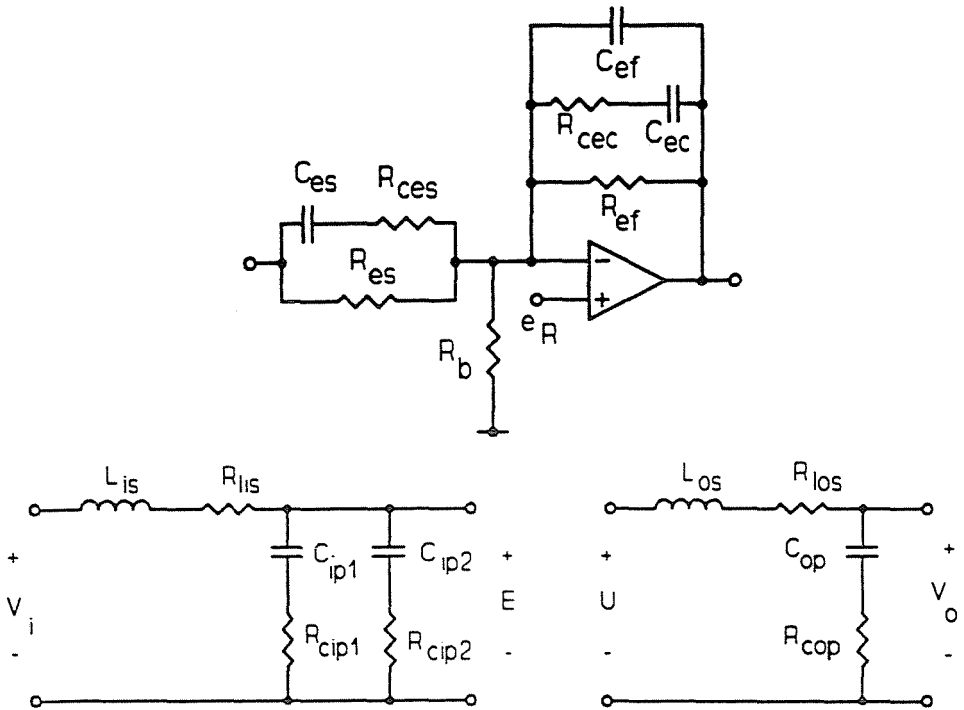 C_ef
R_cec C_ec
C_es R_ces
R_ef
R_es
−
+
e_R
R_b
L_is R_lis
L_os R_los
+ V_i -
C_ip1
R_cip1
C_ip2
R_cip2
+ E -
+ U -
C_op
R_cop
+ V_o -